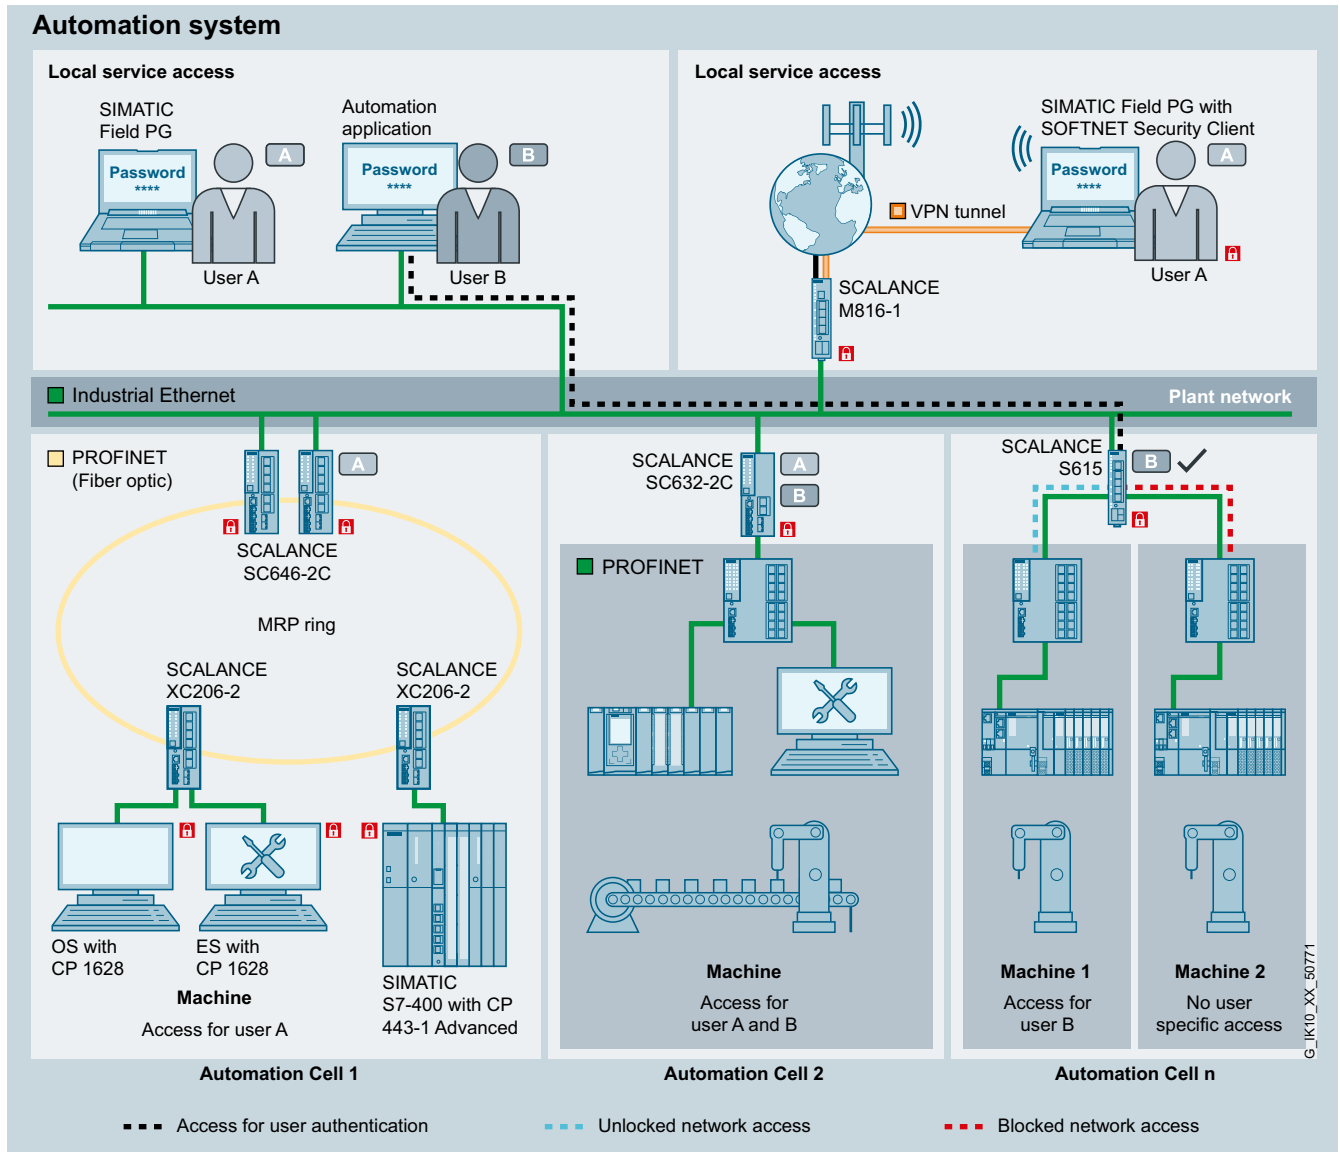 Automation system
Local service access
SIMATIC
Field PG
Password
****
A
User A
Automation
application
Password
****
B
User B
Local service access
SIMATIC Field PG with
SOFTNET Security Client
Password
****
A
User A
VPN tunnel
SCALANCE
M816-1
Industrial Ethernet
Plant network
PROFINET
(Fiber optic)
A
SCALANCE
SC646-2C
MRP ring
SCALANCE
XC206-2
SCALANCE
XC206-2
OS with
CP 1628
ES with
CP 1628
SIMATIC
S7-400 with CP
443-1 Advanced
Machine
Access for user A
Automation Cell 1
SCALANCE
SC632-2C
A
B
PROFINET
Machine
Access for
user A and B
Automation Cell 2
SCALANCE
S615
B
Machine 1
Access for
user B
Machine 2
No user
specific access
Automation Cell n
G_IK10_XX_50771
Access for user authentication
Unlocked network access
Blocked network access